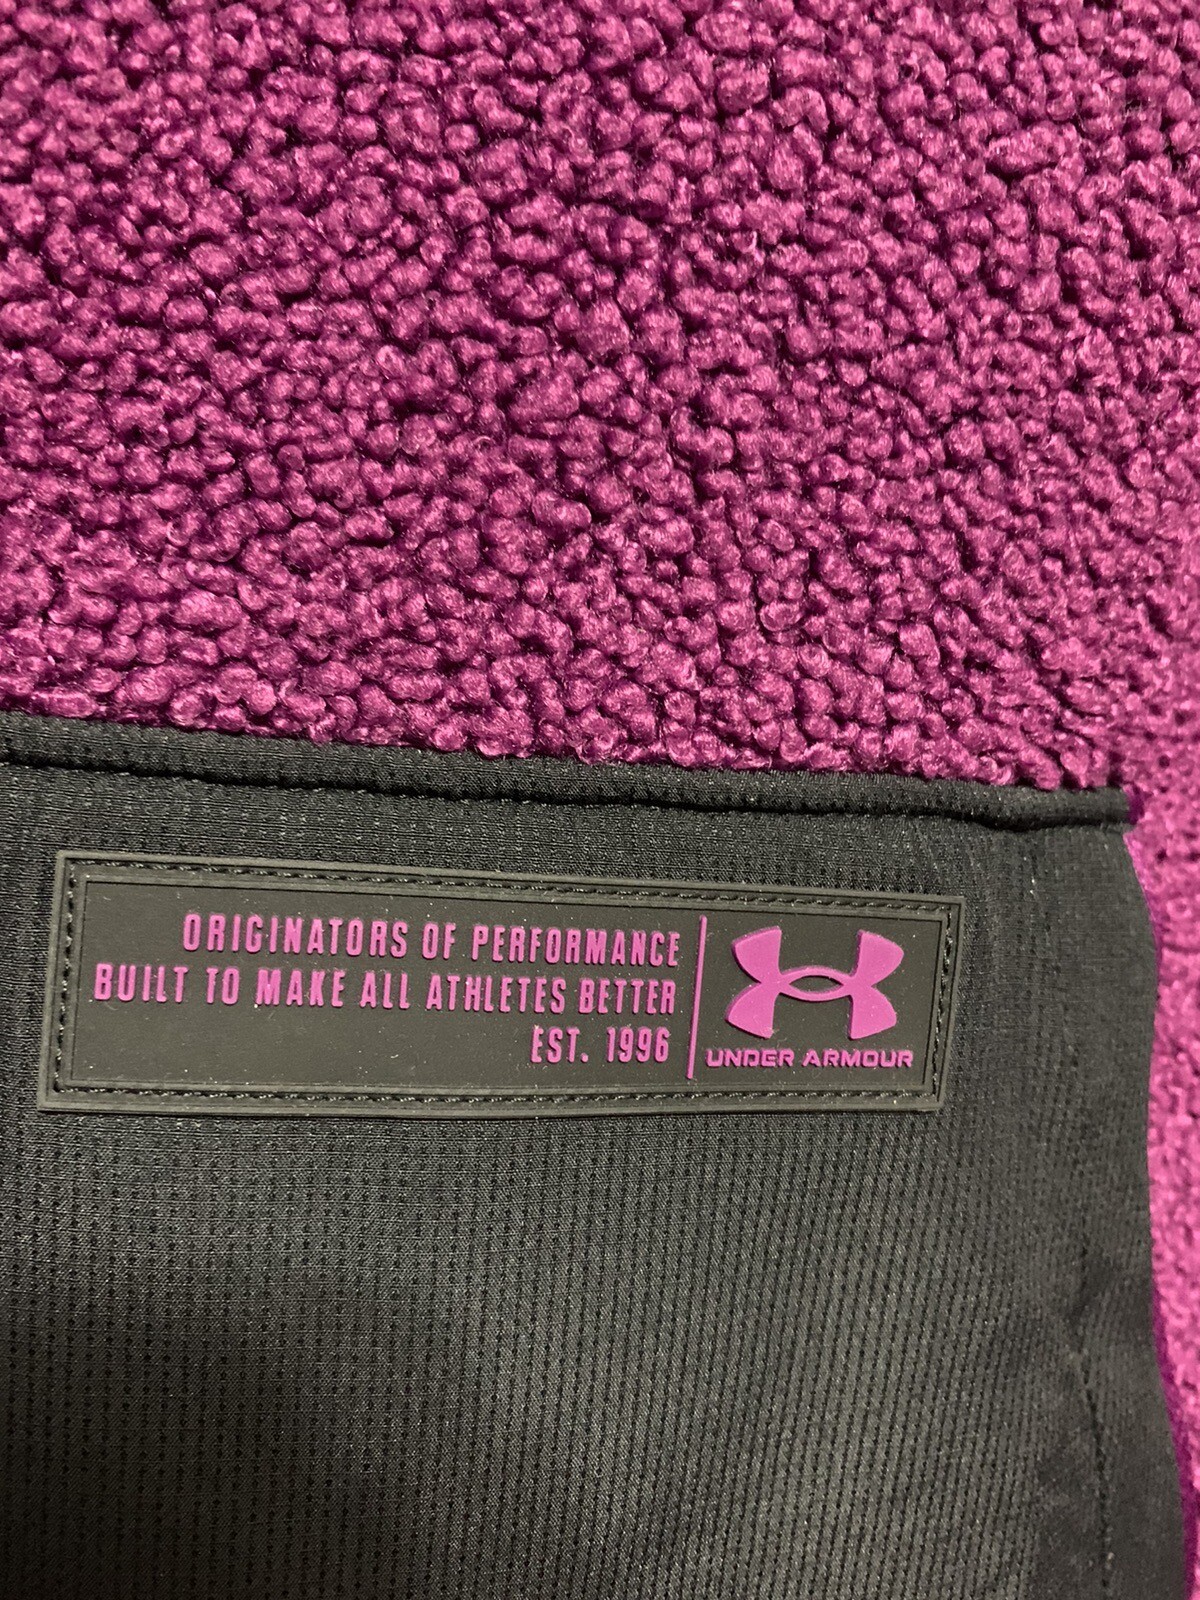 ORIGINATORS OF PERFORMANCE
BUILT TO MAKE ALL ATHLETES BETTER
EST. 1996
UNDER ARMOUR